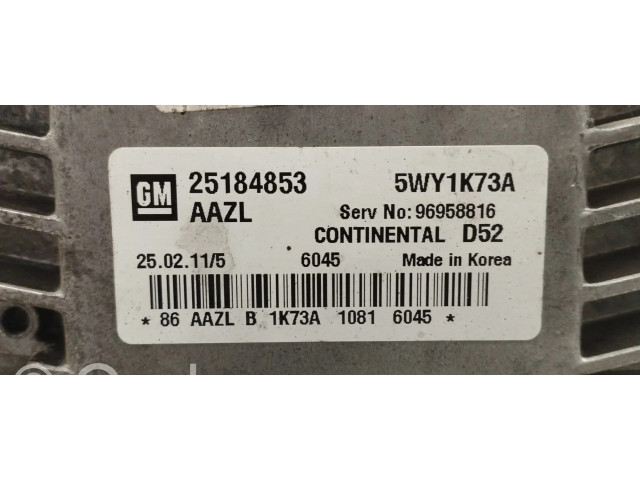 GM 25184853 5WY1K73A
AAZL Serv No: 96958816
CONTINENTAL D52
25.02.11/5 6045 Made in Korea
* 86 AAZL B 1K73A 1081 6045 *